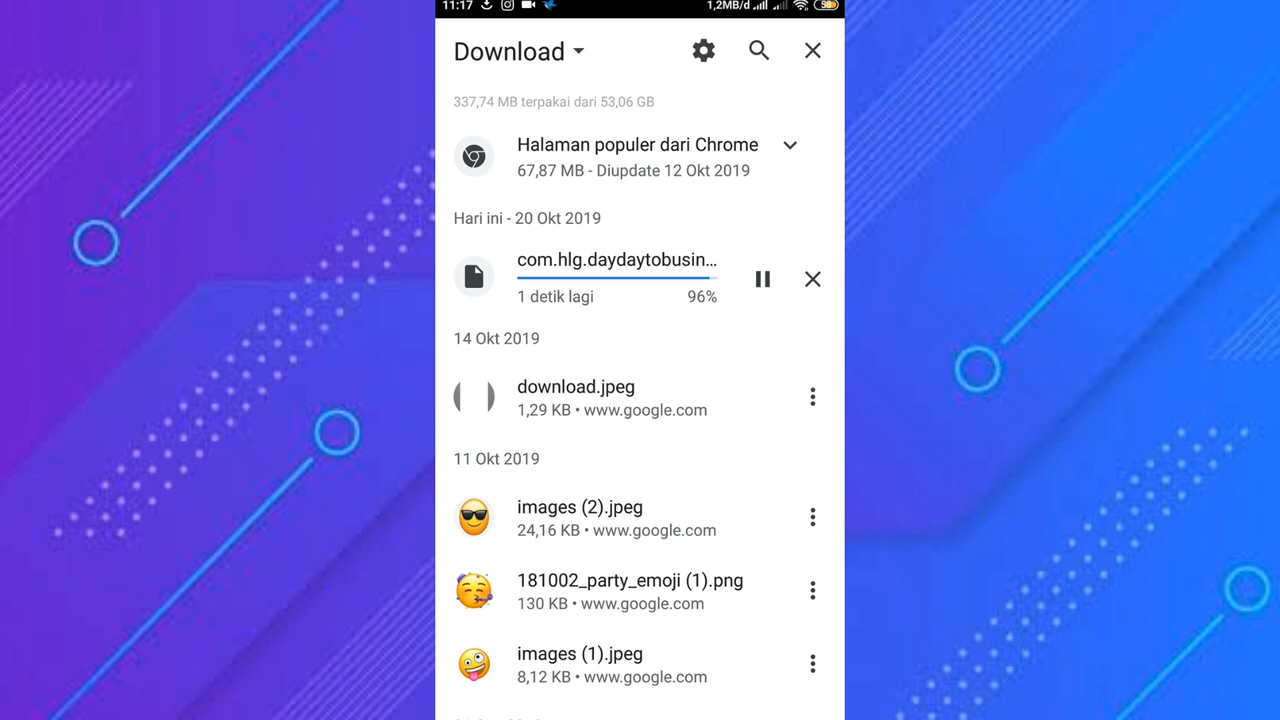 11:17 1,2MB/d 58
Download
337,74 MB terpakai dari 53,06 GB
Halaman populer dari Chrome
67,87 MB - Diupdate 12 Okt 2019
Hari ini - 20 Okt 2019
com.hlg.daydaytobusin...
1 detik lagi 96%
14 Okt 2019
download.jpeg
1,29 KB • www.google.com
11 Okt 2019
images (2).jpeg
24,16 KB • www.google.com
181002_party_emoji (1).png
130 KB • www.google.com
images (1).jpeg
8,12 KB • www.google.com